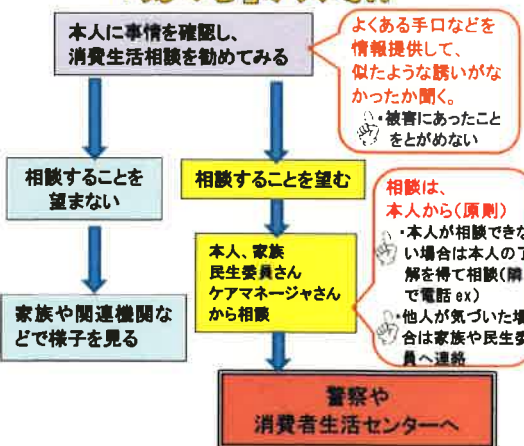 本人に事情を確認し、
消費生活相談を勧めてみる
よくある手口などを
情報提供して、
似たような誘いがな
かったか聞く。
・被害にあったこと
をとがめない
相談することを
望まない
相談することを望む
相談は、
本人から(原則)
・本人が相談できな
い場合は本人の了
解を得て相談(隣
で電話 ex)
・他人が気づいた場
合は家族や民生委
員へ連絡
本人、家族
民生委員さん
ケアマネージャさん
から相談
家族や関連機関な
どで様子を見る
警察や
消費者生活センターへ